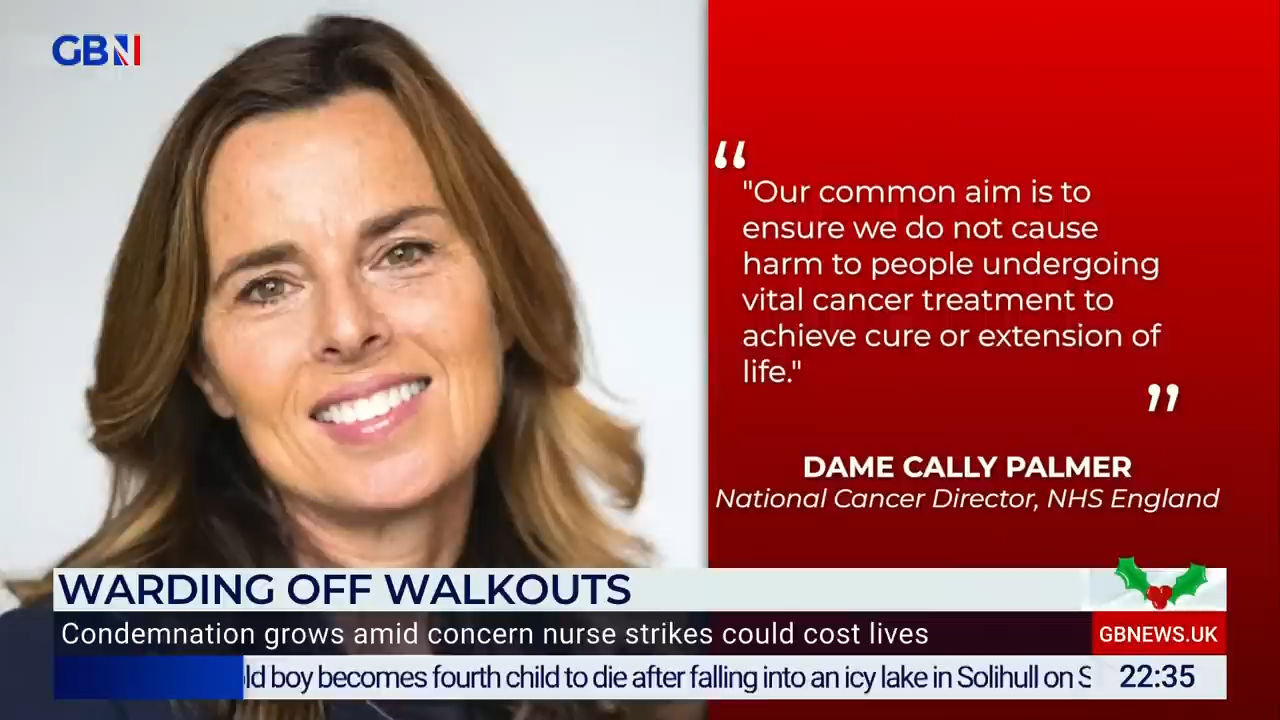 GBN
“
"Our common aim is to
ensure we do not cause
harm to people undergoing
vital cancer treatment to
achieve cure or extension of
life."
”
DAME CALLY PALMER
National Cancer Director, NHS England
WARDING OFF WALKOUTS
Condemnation grows amid concern nurse strikes could cost lives
GBNEWS.UK
boy becomes fourth child to die after falling into an icy lake in Solihull on
22:35